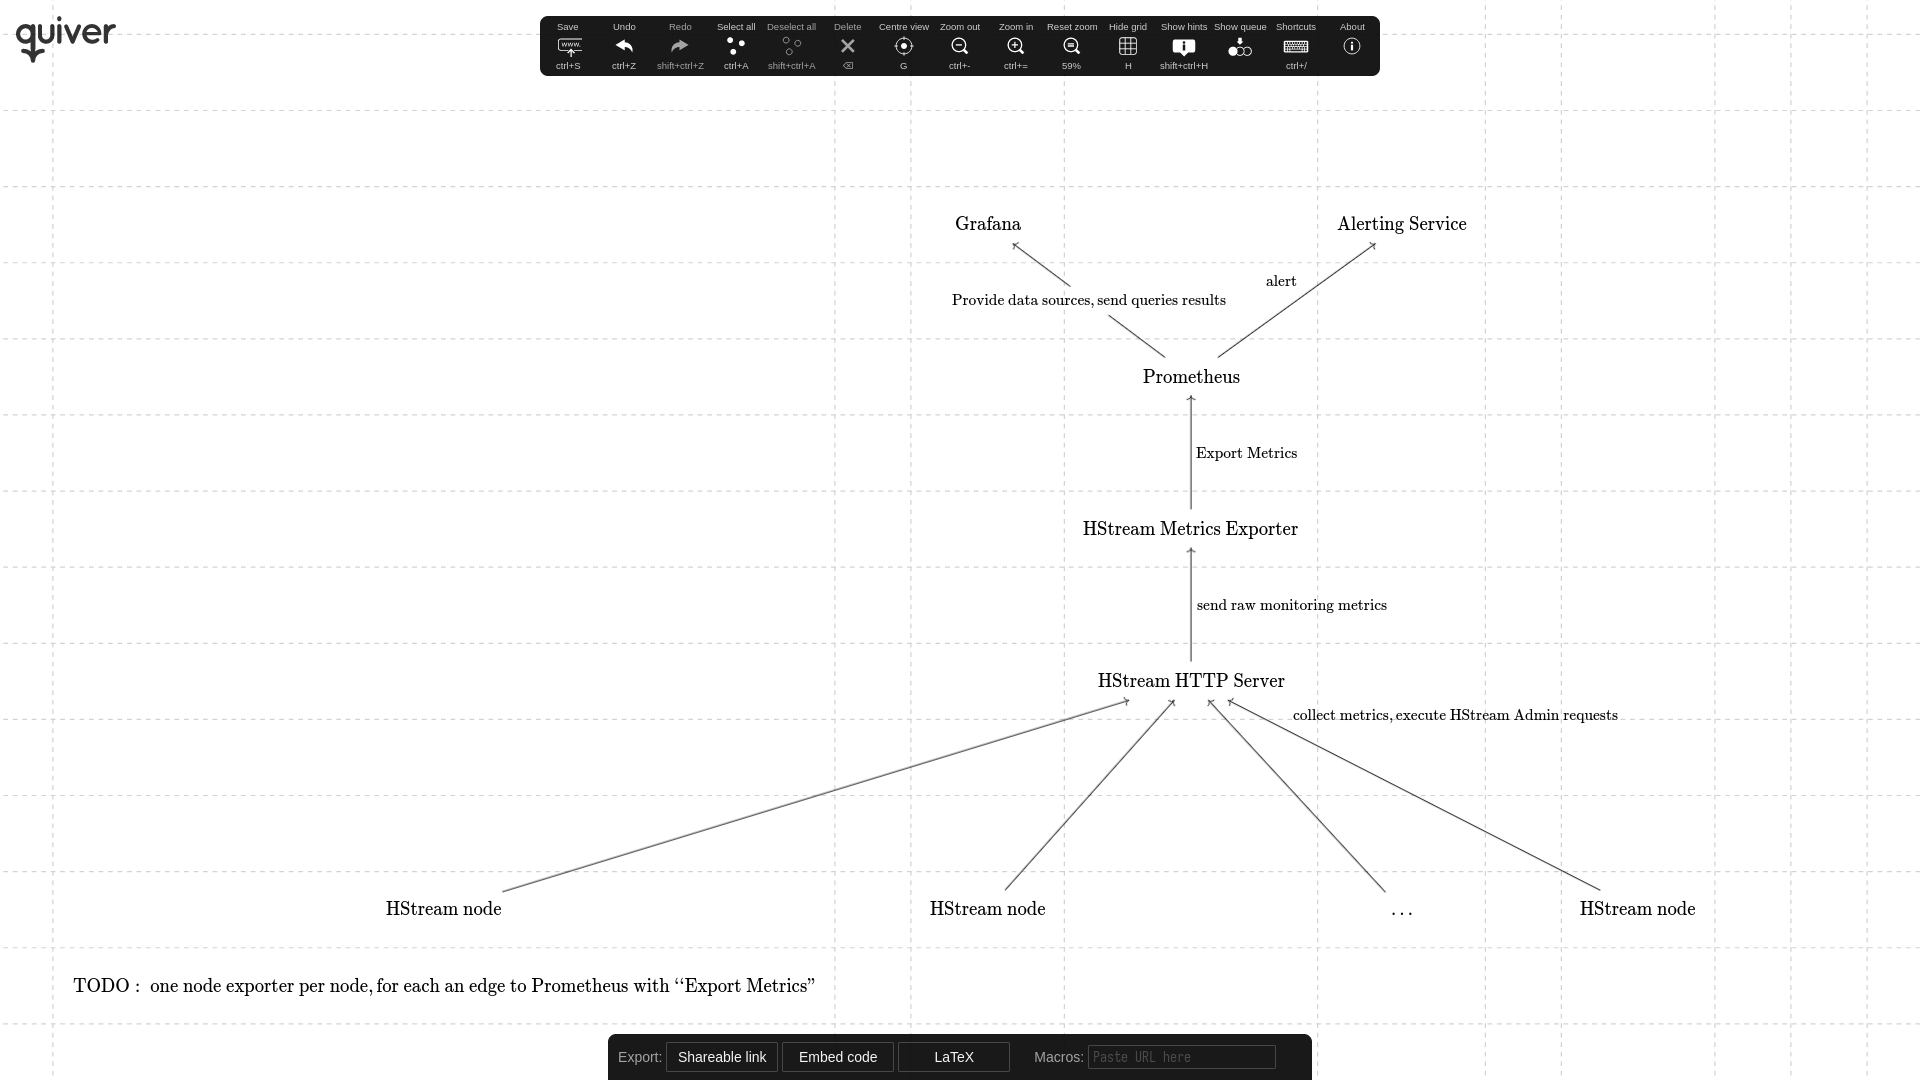 quiver
Save Undo Redo Select all Deselect all Delete Centre view Zoom out Zoom in Reset zoom Hide grid Show hints Show queue Shortcuts About
www.
ctrl+S ctrl+Z shift+ctrl+Z ctrl+A shift+ctrl+A ⌫ G ctrl+- ctrl+= 59% H shift+ctrl+H ctrl+/
Grafana Alerting Service
alert
Provide data sources, send queries results
Prometheus
Export Metrics
HStream Metrics Exporter
send raw monitoring metrics
HStream HTTP Server
collect metrics, execute HStream Admin requests
HStream node HStream node ... HStream node
TODO : one node exporter per node, for each an edge to Prometheus with “Export Metrics”
Export: Shareable link Embed code LaTeX Macros: Paste URL here